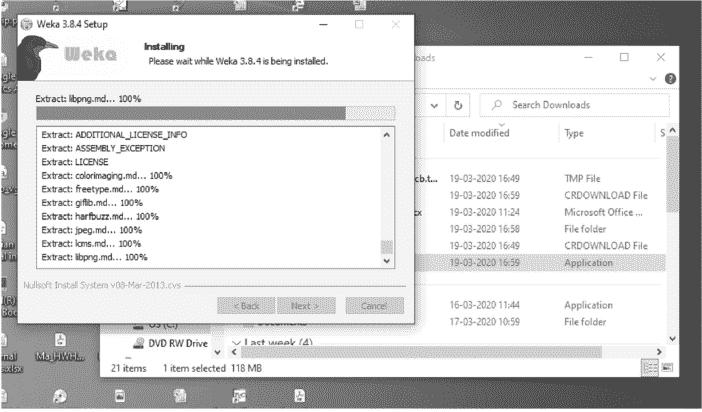 Weka 3.8.4 Setup
Weka
Installing
Please wait while Weka 3.8.4 is being installed.
Extract: libpng.md... 100%
Extract: ADDITIONAL_LICENSE_INFO
Extract: ASSEMBLY_EXCEPTION
Extract: LICENSE
Extract: colorimaging.md... 100%
Extract: freetype.md... 100%
Extract: giflib.md... 100%
Extract: harfbuzz.md... 100%
Extract: jpeg.md... 100%
Extract: lcms.md... 100%
Extract: libpng.md... 100%
Nullsoft Install System v08-Mar-2013.cvs
< Back
Next >
Cancel
Search Downloads
Date modified
Type
19-03-2020 16:49
TMP File
19-03-2020 16:59
CRDOWNLOAD File
19-03-2020 11:24
Microsoft Office ...
19-03-2020 16:58
File folder
19-03-2020 16:49
CRDOWNLOAD File
19-03-2020 16:59
Application
16-03-2020 11:44
Application
17-03-2020 10:59
File folder
DVD RW Drive
Last week (4)
21 items
1 item selected
118 MB